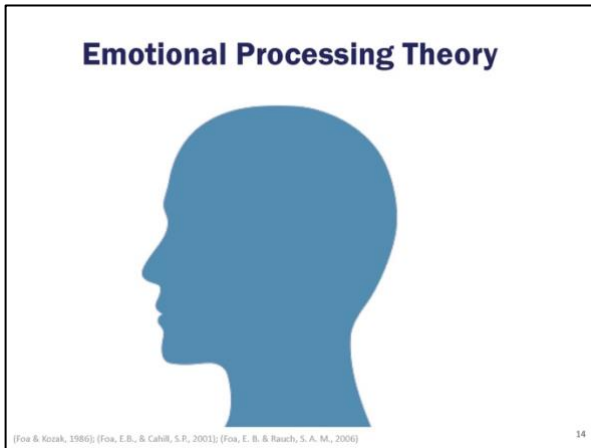 Emotional Processing Theory
(Foa & Kozak, 1986); (Foa, E.B., & Cahill, S.P., 2001); (Foa, E. B. & Rauch, S. A. M., 2006)
14